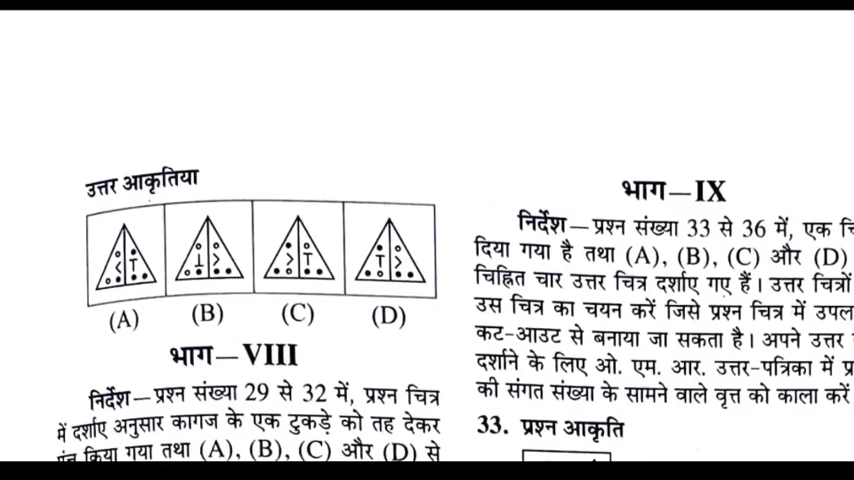 उत्तर आकृतिया
(A) (B) (C) (D)
भाग—VIII
निर्देश—प्रश्न संख्या 29 से 32 में, प्रश्न चित्र
में दर्शाए अनुसार कागज के एक टुकड़े को तह देकर
किया गया तथा (A), (B), (C) और (D) से
भाग—IX
निर्देश—प्रश्न संख्या 33 से 36 में, एक
दिया गया है तथा (A), (B), (C) और (D)
चिह्नित चार उत्तर चित्र दर्शाए गए हैं। उत्तर चित्रों
उस चित्र का चयन करें जिसे प्रश्न चित्र में
कट-आउट से बनाया जा सकता है। अपने उत्तर
दर्शाने के लिए ओ. एम. आर. उत्तर-पत्रिका में
की संगत संख्या के सामने वाले वृत्त को काला करें
33. प्रश्न आकृति